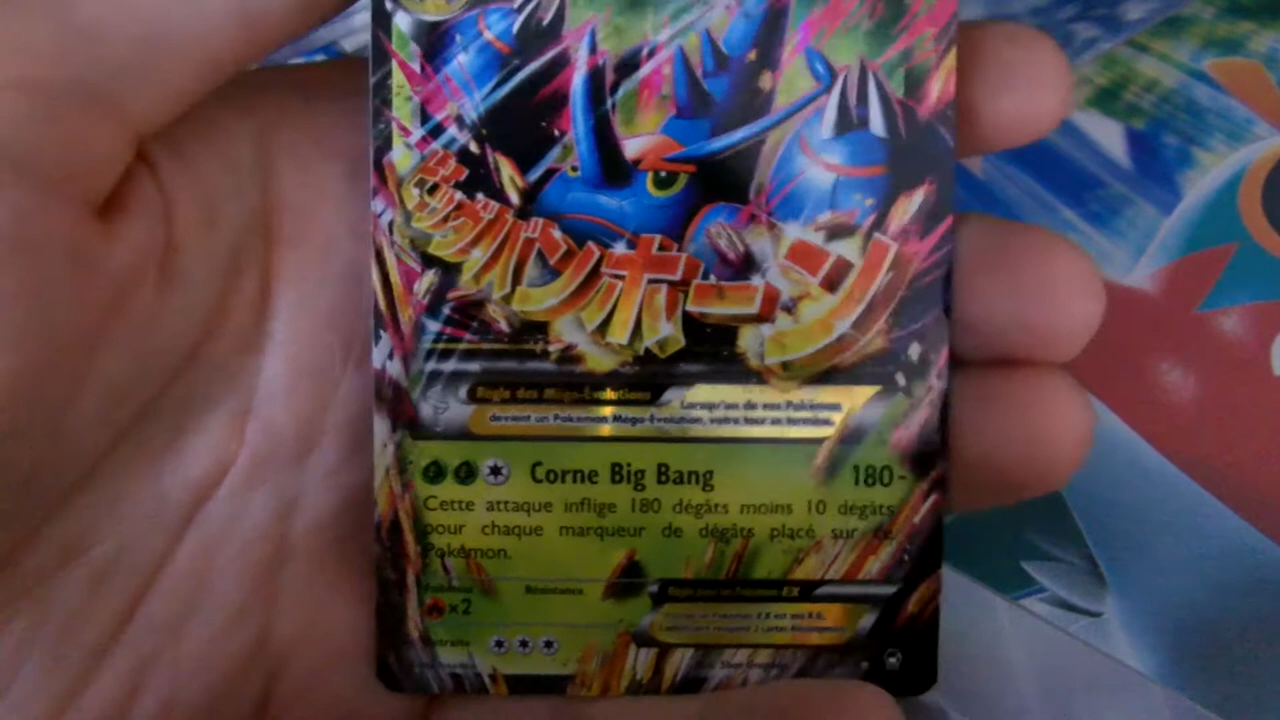 ビッグバンホーン
Règle des Méga-Évolutions Lorsqu'un de vos Pokémon
devient un Pokémon Méga-Évolution, votre tour se termine.
Corne Big Bang 180-
Cette attaque inflige 180 dégâts moins 10 dégâts
pour chaque marqueur de dégâts placé sur ce
Pokémon.
Résistance
×2
Règle pour les Pokémon-EX